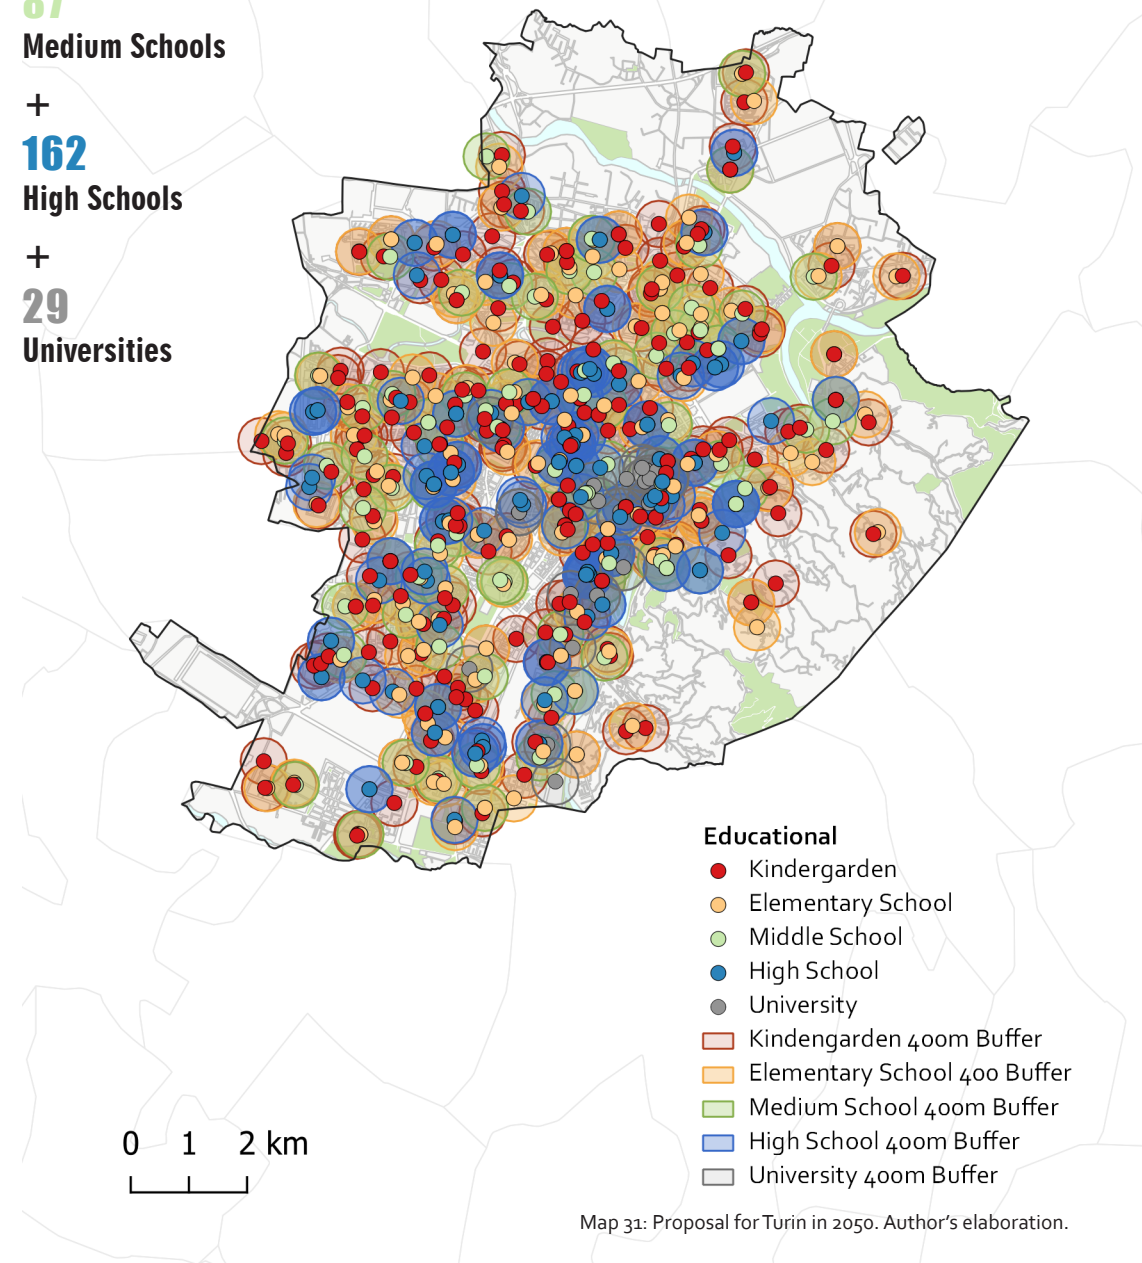 87
Medium Schools
+
162
High Schools
+
29
Universities
Educational
Kindergarden
Elementary School
Middle School
High School
University
Kindengarden 400m Buffer
Elementary School 400 Buffer
Medium School 400m Buffer
High School 400m Buffer
University 400m Buffer
0 1 2 km
Map 31: Proposal for Turin in 2050. Author's elaboration.